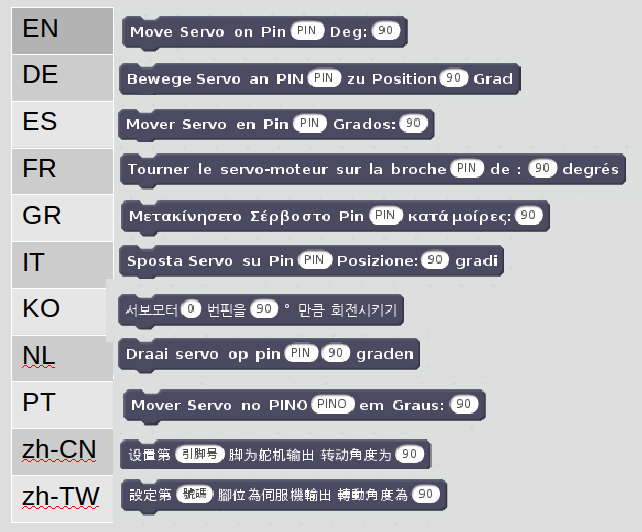 EN Move Servo on Pin PIN Deg: 90
DE Bewege Servo an PIN PIN zu Position 90 Grad
ES Mover Servo en Pin PIN Grados: 90
FR Tourner le servo-moteur sur la broche PIN de : 90 degrés
GR Μετακίνησετο Σέρβοστο Pin PIN κατά μοίρες: 90
IT Sposta Servo su Pin PIN Posizione: 90 gradi
KO 서보모터 0 번핀을 90 ° 만큼 회전시키기
NL Draai servo op pin PIN 90 graden
PT Mover Servo no PINO PINO em Graus: 90
zh-CN 设置第 引脚号 脚为舵机输出 转动角度为 90
zh-TW 設定第 號碼 腳位為伺服機輸出 轉動角度為 90